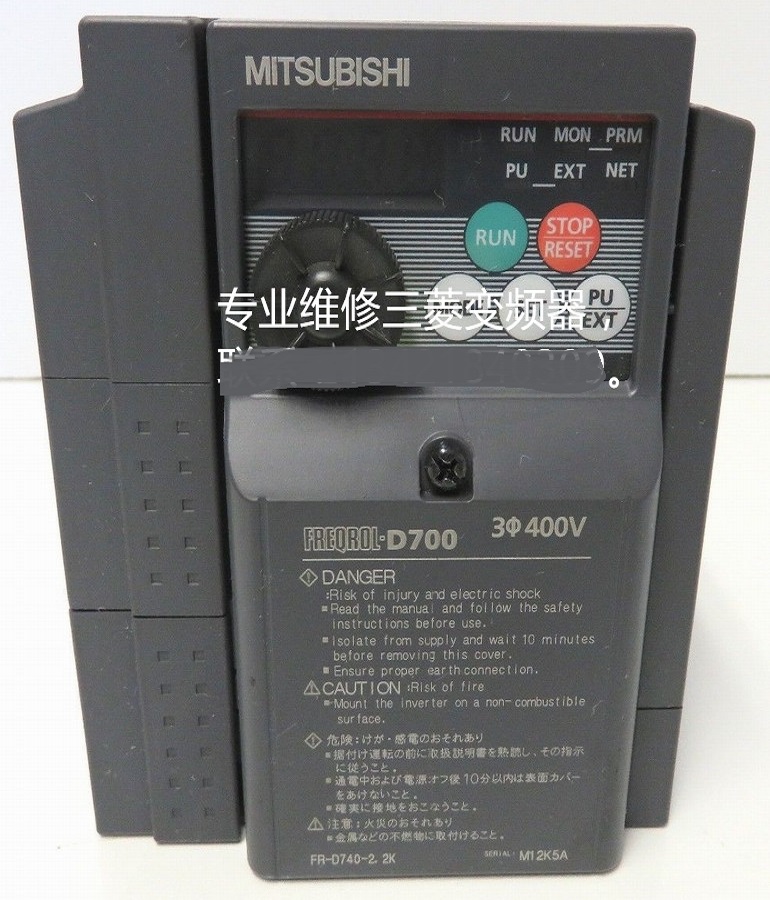 MITSUBISHI
RUN MON PRM
PU EXT NET
RUN STOP RESET
PU EXT
专业维修三菱变频器，
FREQROL-D700 3Φ400V
DANGER
:Risk of injury and electric shock
Read the manual and follow the safety
instructions before use.
Isolate from supply and wait 10 minutes
before removing this cover.
Ensure proper earth connection.
CAUTION :Risk of fire
Mount the inverter on a non-combustible
surface.
危険:けが・感電のおそれあり
据付け運転の前に取扱説明書を熟読し、その指示
に従うこと。
通電中および電源オフ後10分以内は表面カバー
をあけないこと。
確実に接地をおこなうこと。
注意:火災のおそれあり
金属などの不燃物に取付けること。
FR-D740-2.2K SERIAL: M12K5A